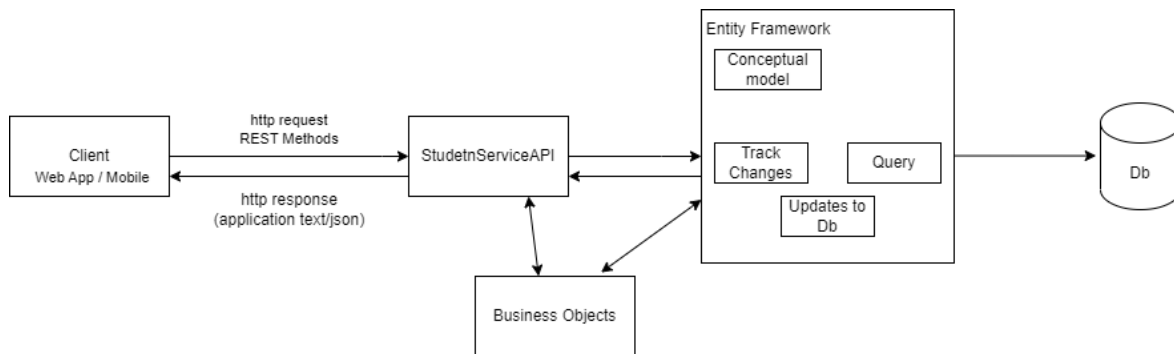 Entity Framework
Conceptual
model
http request
REST Methods
Client
Web App / Mobile
StudetnServiceAPI
Track
Changes
Query
Db
http response
(application text/json)
Updates to
Db
Business Objects